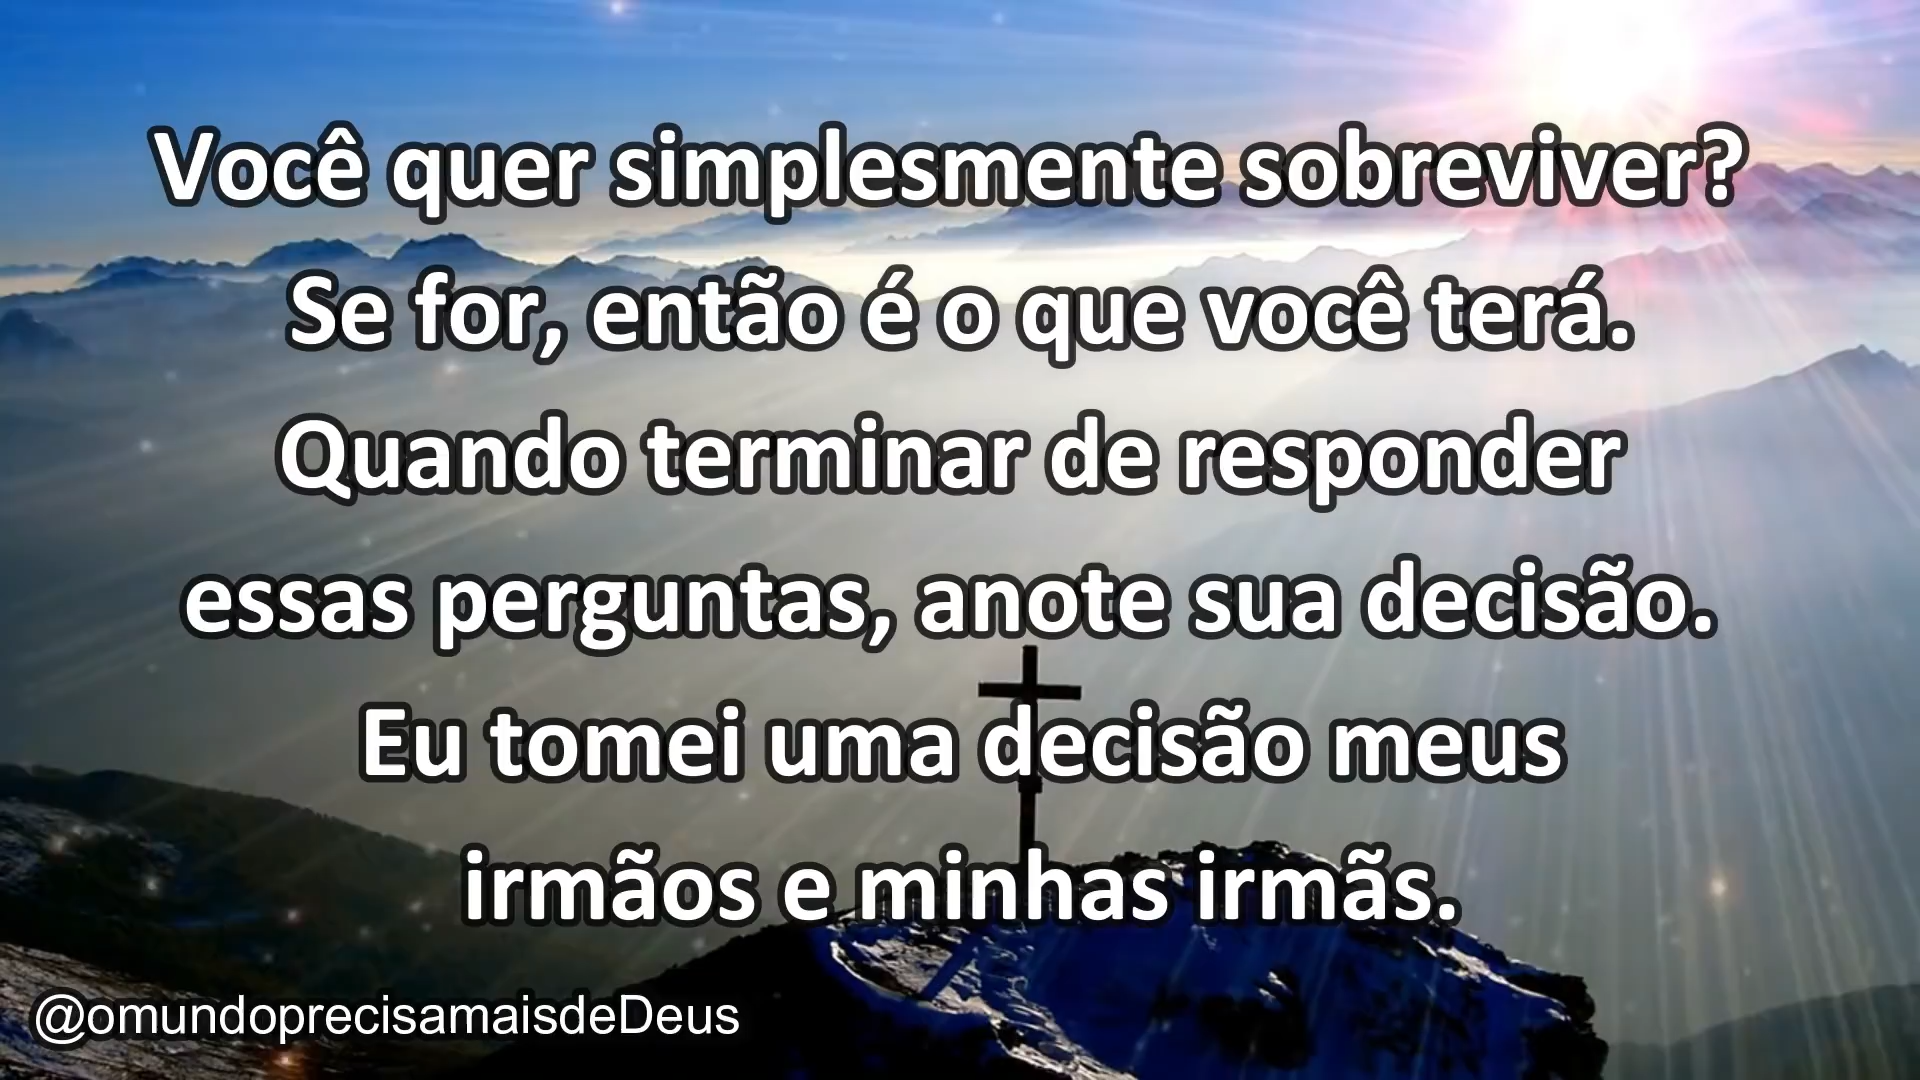 Você quer simplesmente sobreviver?
Se for, então é o que você terá.
Quando terminar de responder
essas perguntas, anote sua decisão.
Eu tomei uma decisão meus
irmãos e minhas irmãs.
@omundoprecisamaisdeDeus